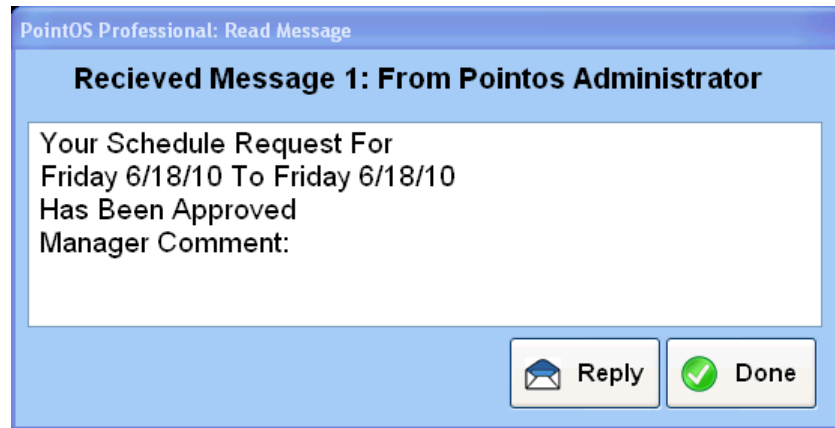 PointOS Professional: Read Message
Recieved Message 1: From Pointos Administrator
Your Schedule Request For
Friday 6/18/10 To Friday 6/18/10
Has Been Approved
Manager Comment:
Reply
Done